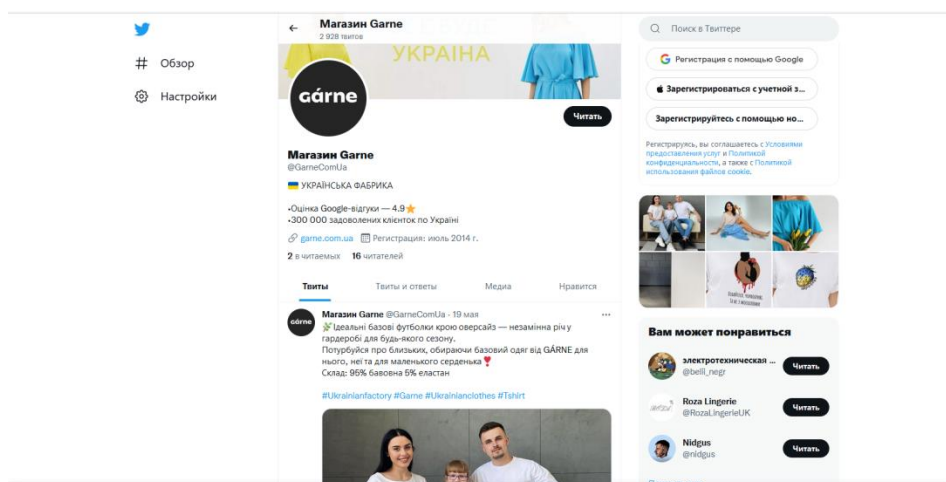 Обзор
Настройки
Магазин Garne
2 928 твитов
УКРАЇНА
gárne
Читать
Магазин Garne
@GarneComUa
УКРАЇНСЬКА ФАБРИКА
•Оцінка Google-відгуки — 4.9
•300 000 задоволених клієнток по Україні
garne.com.ua Регистрация: июль 2014 г.
2 в читаемых 16 читателей
Твиты Твиты и ответы Медиа Нравится
gárne
Магазин Garne @GarneComUa · 19 мая
Ідеальні базові футболки крою оверсайз — незамінна річ у
гардеробі для будь-якого сезону.
Потурбуйся про близьких, обираючи базовий одяг від GÁRNE для
нього, неї та для маленького серденька
Склад: 95% бавовна 5% еластан
#Ukrainianfactory #Garne #Ukrainianclothes #Tshirt
Поиск в Твиттере
Регистрация с помощью Google
Зарегистрироваться с учетной з...
Зарегистрируйтесь с помощью но...
Регистрируясь, вы соглашаетесь с Условиями
предоставления услуг и Политикой
конфиденциальности, а также с Политикой
использования файлов cookie.
Вам может понравиться
электротехническая ...
@beli_negr
Читать
Roza Lingerie
@RozaLingerieUK
Читать
Nidgus
@nidgus
Читать